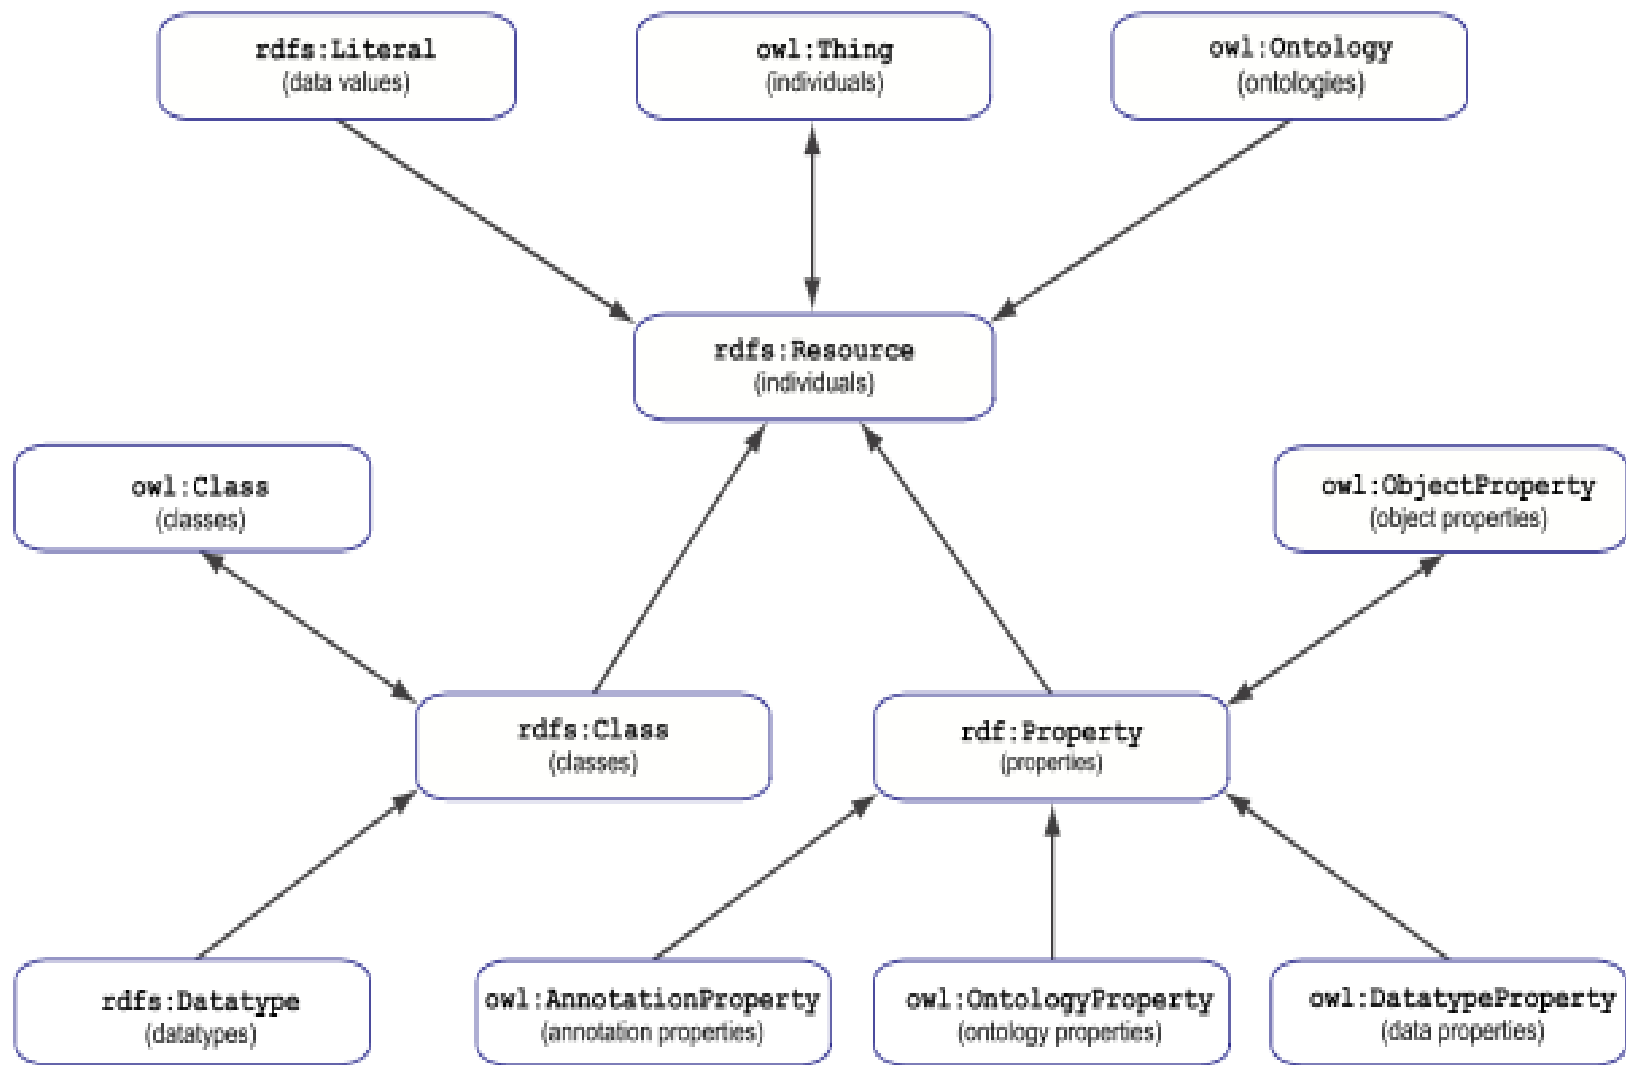 rdfs:Literal
(data values)
owl:Thing
(individuals)
owl:Ontology
(ontologies)
rdfs:Resource
(individuals)
owl:Class
(classes)
owl:ObjectProperty
(object properties)
rdfs:Class
(classes)
rdf:Property
(properties)
rdfs:Datatype
(datatypes)
owl:AnnotationProperty
(annotation properties)
owl:OntologyProperty
(ontology properties)
owl:DatatypeProperty
(data properties)